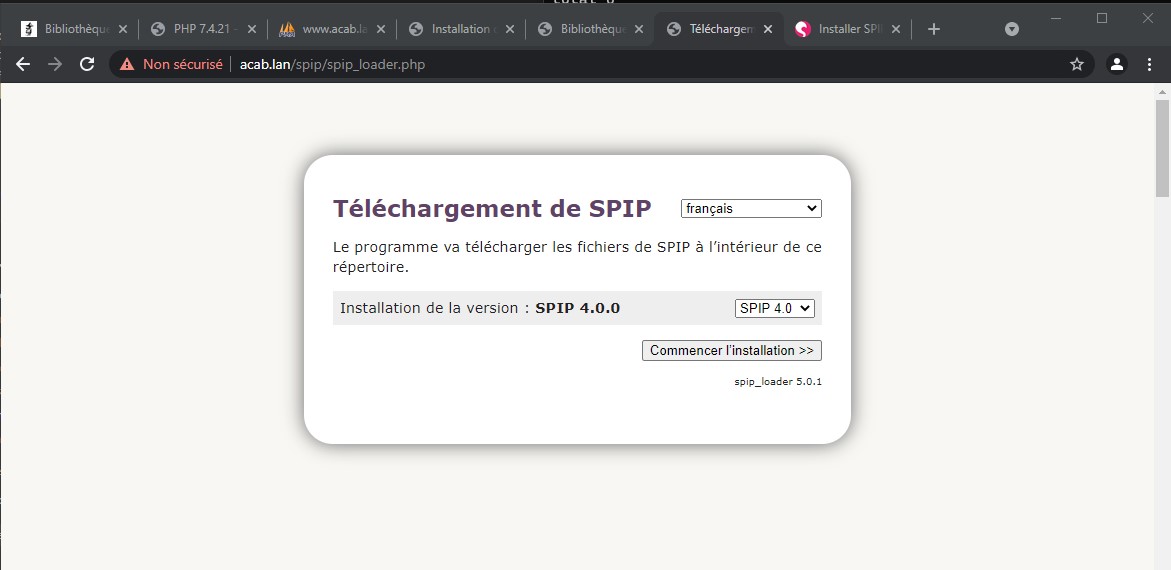 Bibliothèqu
PHP 7.4.21 -
www.acab.la
Installation
Bibliothèqu
Téléchargem
Installer SPI
Non sécurisé
acab.lan/spip/spip_loader.php
Téléchargement de SPIP
français
Le programme va télécharger les fichiers de SPIP à l’intérieur de ce
répertoire.
Installation de la version : SPIP 4.0.0
SPIP 4.0
Commencer l’installation >>
spip_loader 5.0.1